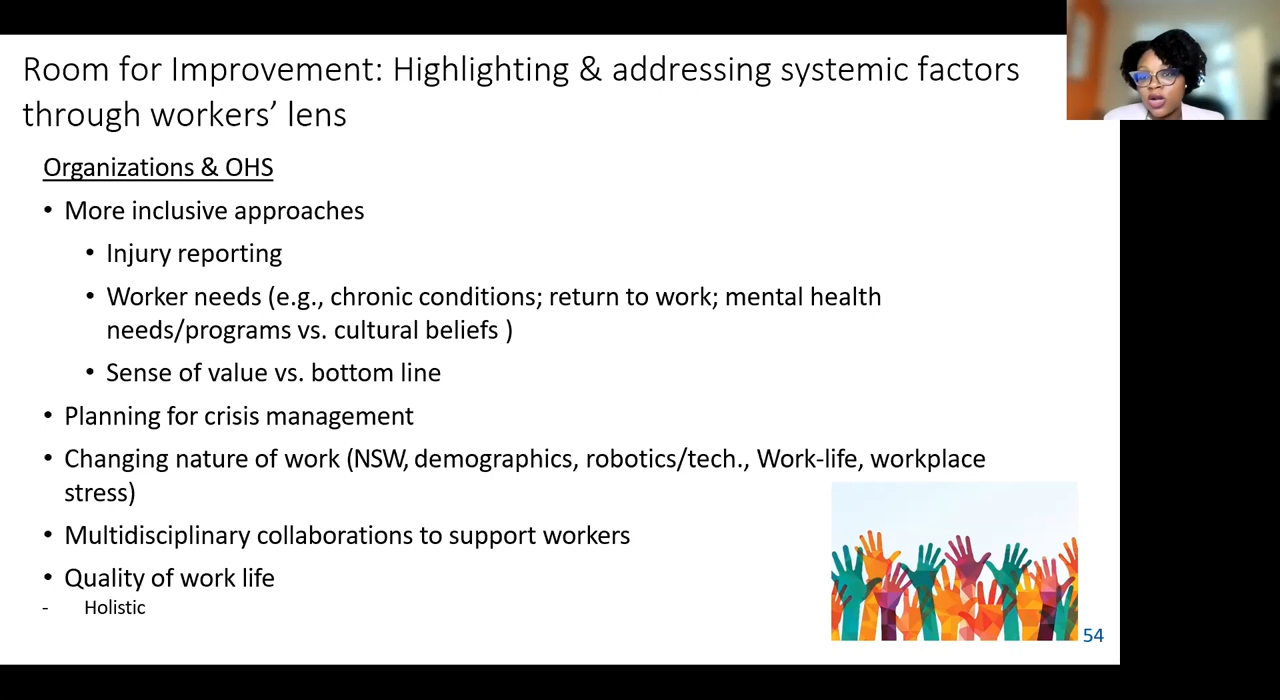 Room for Improvement: Highlighting & addressing systemic factors
through workers’ lens
Organizations & OHS
• More inclusive approaches
• Injury reporting
• Worker needs (e.g., chronic conditions; return to work; mental health
needs/programs vs. cultural beliefs )
• Sense of value vs. bottom line
• Planning for crisis management
• Changing nature of work (NSW, demographics, robotics/tech., Work-life, workplace
stress)
• Multidisciplinary collaborations to support workers
• Quality of work life
- Holistic
54